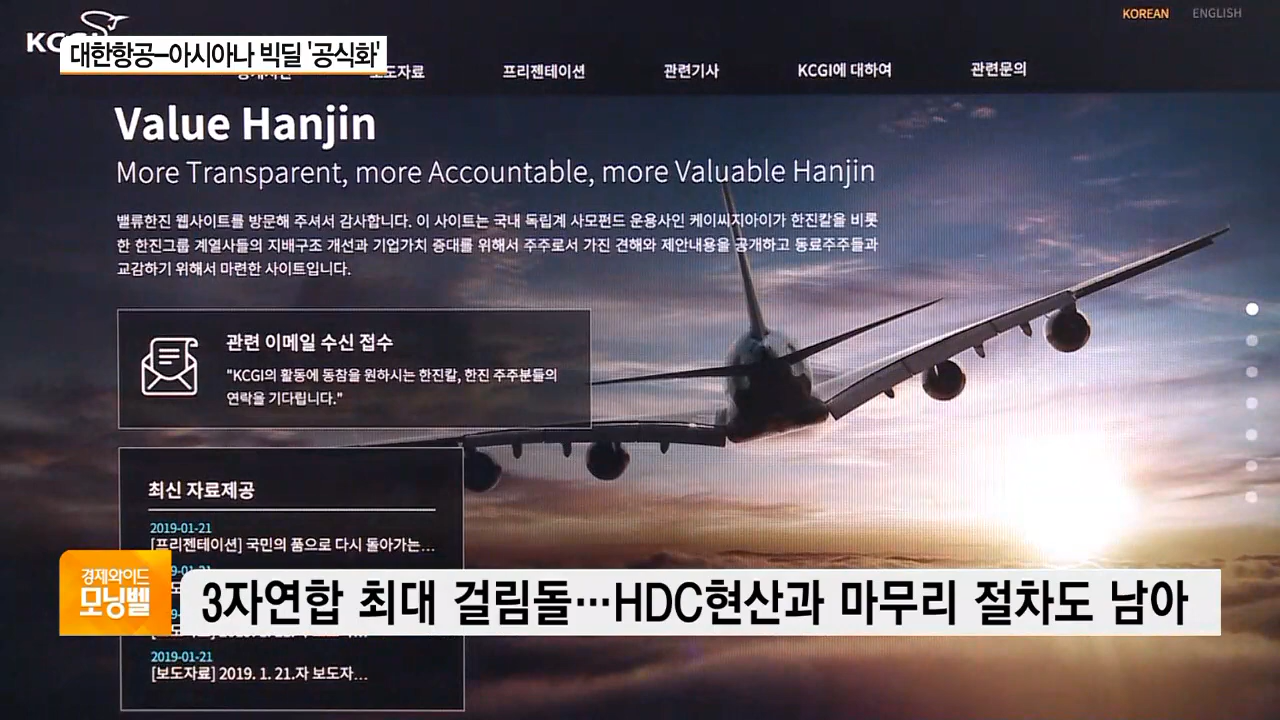 KOREAN ENGLISH
대한항공-아시아나 빅딜 '공식화'
보도자료 프리젠테이션 관련기사 KCGI에 대하여 관련문의
Value Hanjin
More Transparent, more Accountable, more Valuable Hanjin
밸류한진 웹사이트를 방문해 주셔서 감사합니다. 이 사이트는 국내 독립계 사모펀드 운용사인 케이씨지아이가 한진칼을 비롯
한 한진그룹 계열사들의 지배구조 개선과 기업가치 증대를 위해서 주주로서 가진 견해와 제안내용을 공개하고 동료주주들과
교감하기 위해서 마련한 사이트입니다.
관련 이메일 수신 접수
"KCGI의 활동에 동참을 원하시는 한진칼, 한진 주주분들의
연락을 기다립니다."
최신 자료제공
2019-01-21
[프리젠테이션] 국민의 품으로 다시 돌아가는...
경제와이드
모닝벨
3자연합 최대 걸림돌…HDC현산과 마무리 절차도 남아
2019-01-21
[보도자료] 2019. 1. 21.자 보도자...